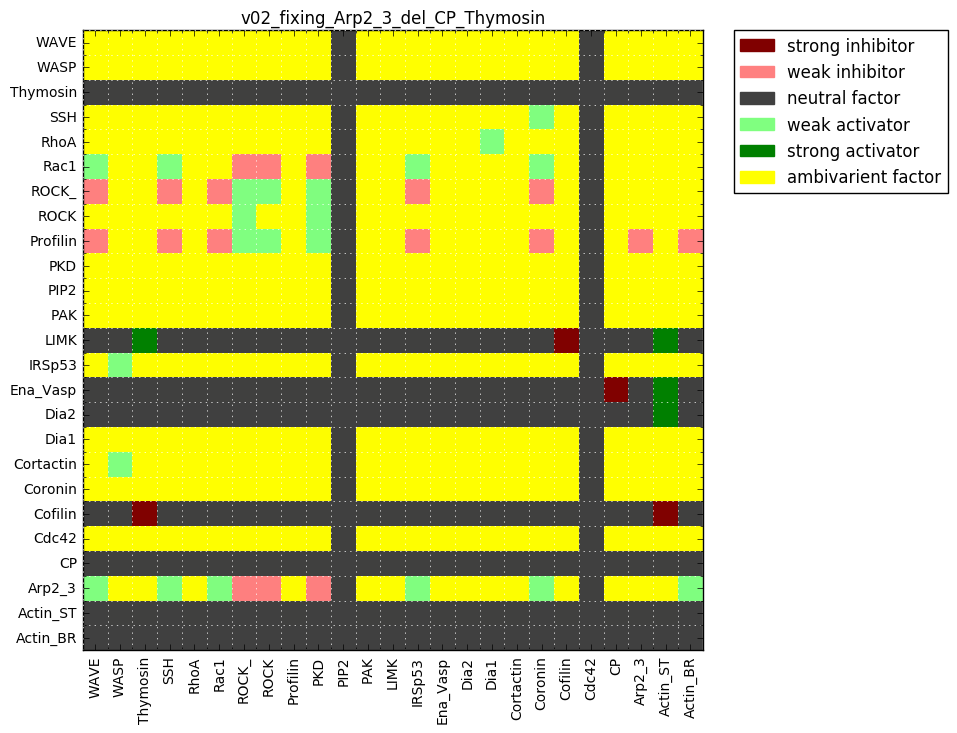 v02_fixing_Arp2_3_del_CP_Thymosin
WAVE
WASP
Thymosin
SSH
RhoA
Rac1
ROCK_
ROCK
Profilin
PKD
PIP2
PAK
LIMK
IRSp53
Ena_Vasp
Dia2
Dia1
Cortactin
Coronin
Cofilin
Cdc42
CP
Arp2_3
Actin_ST
Actin_BR
WAVE
WASP
Thymosin
SSH
RhoA
Rac1
ROCK_
ROCK
Profilin
PKD
PIP2
PAK
LIMK
IRSp53
Ena_Vasp
Dia2
Dia1
Cortactin
Coronin
Cofilin
Cdc42
CP
Arp2_3
Actin_ST
Actin_BR
strong inhibitor
weak inhibitor
neutral factor
weak activator
strong activator
ambivarient factor